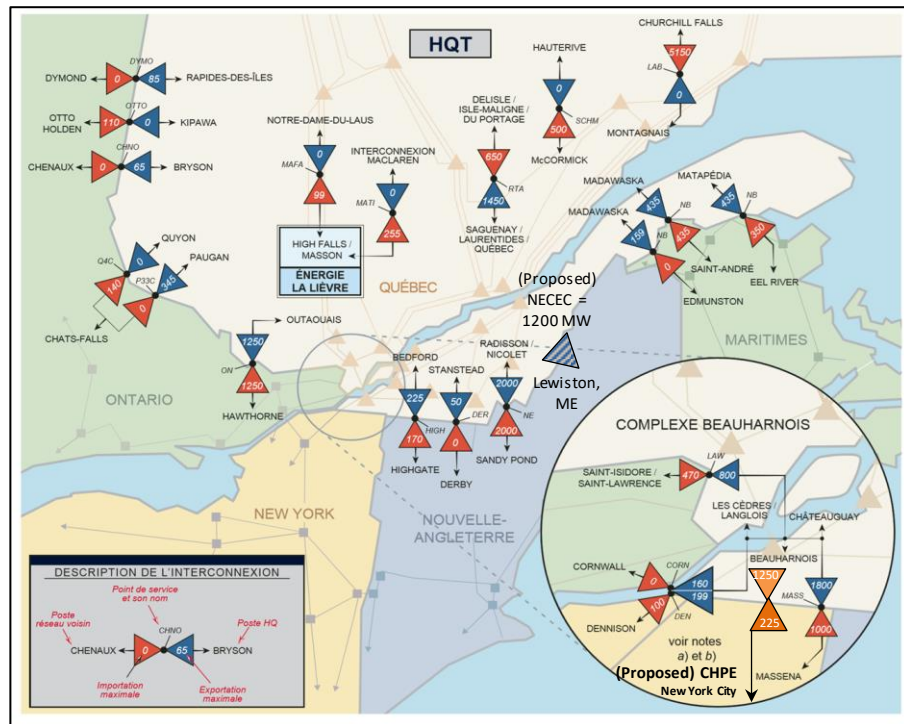 HQT
CHURCHILL FALLS
5150
LAB
0
MONTAGNAIS
HAUTERIVE
0
SCHM
500
McCORMICK
DELISLE /
ISLE-MALIGNE /
DU PORTAGE
650
RTA
1450
SAGUENAY /
LAURENTIDES /
QUÉBEC
DYMO
DYMOND
0
85
RAPIDES-DES-ÎLES
OTTO
OTTO
HOLDEN
110
0
KIPAWA
CHNO
CHENAUX
0
65
BRYSON
NOTRE-DAME-DU-LAUS
0
MAFA
99
INTERCONNEXION
MACLAREN
0
MATI
255
HIGH FALLS /
MASSON
ÉNERGIE
LA LIÈVRE
QUÉBEC
QUYON
PAUGAN
Q4C
0
140
P33C
345
0
CHATS-FALLS
OUTAOUAIS
1250
ON
1250
HAWTHORNE
ONTARIO
MADAWASKA
435
NB
435
SAINT-ANDRÉ
MATAPÉDIA
435
NB
350
EEL RIVER
MADAWASKA
159
NB
0
EDMUNSTON
MARITIMES
(Proposed)
NECEC =
1200 MW
Lewiston,
ME
BEDFORD
225
HIGH
170
HIGHGATE
STANSTEAD
50
DER
0
DERBY
RADISSON /
NICOLET
2000
NE
2000
SANDY POND
NEW YORK
NOUVELLE-
ANGLETERRE
COMPLEXE BEAUHARNOIS
SAINT-ISIDORE /
SAINT-LAWRENCE
470
LAW
800
LES CÈDRES /
LANGLOIS
CHÂTEAUGUAY
BEAUHARNOIS
CORNWALL
0
CORN
160
199
100
DEN
DENNISON
1250
225
1800
MASS
1000
MASSENA
voir notes
a) et b)
(Proposed) CHPE
New York City
DESCRIPTION DE L'INTERCONNEXION
Point de service
et son nom
Poste
réseau voisin
Poste HQ
CHNO
CHENAUX
0
65
BRYSON
Importation
maximale
Exportation
maximale